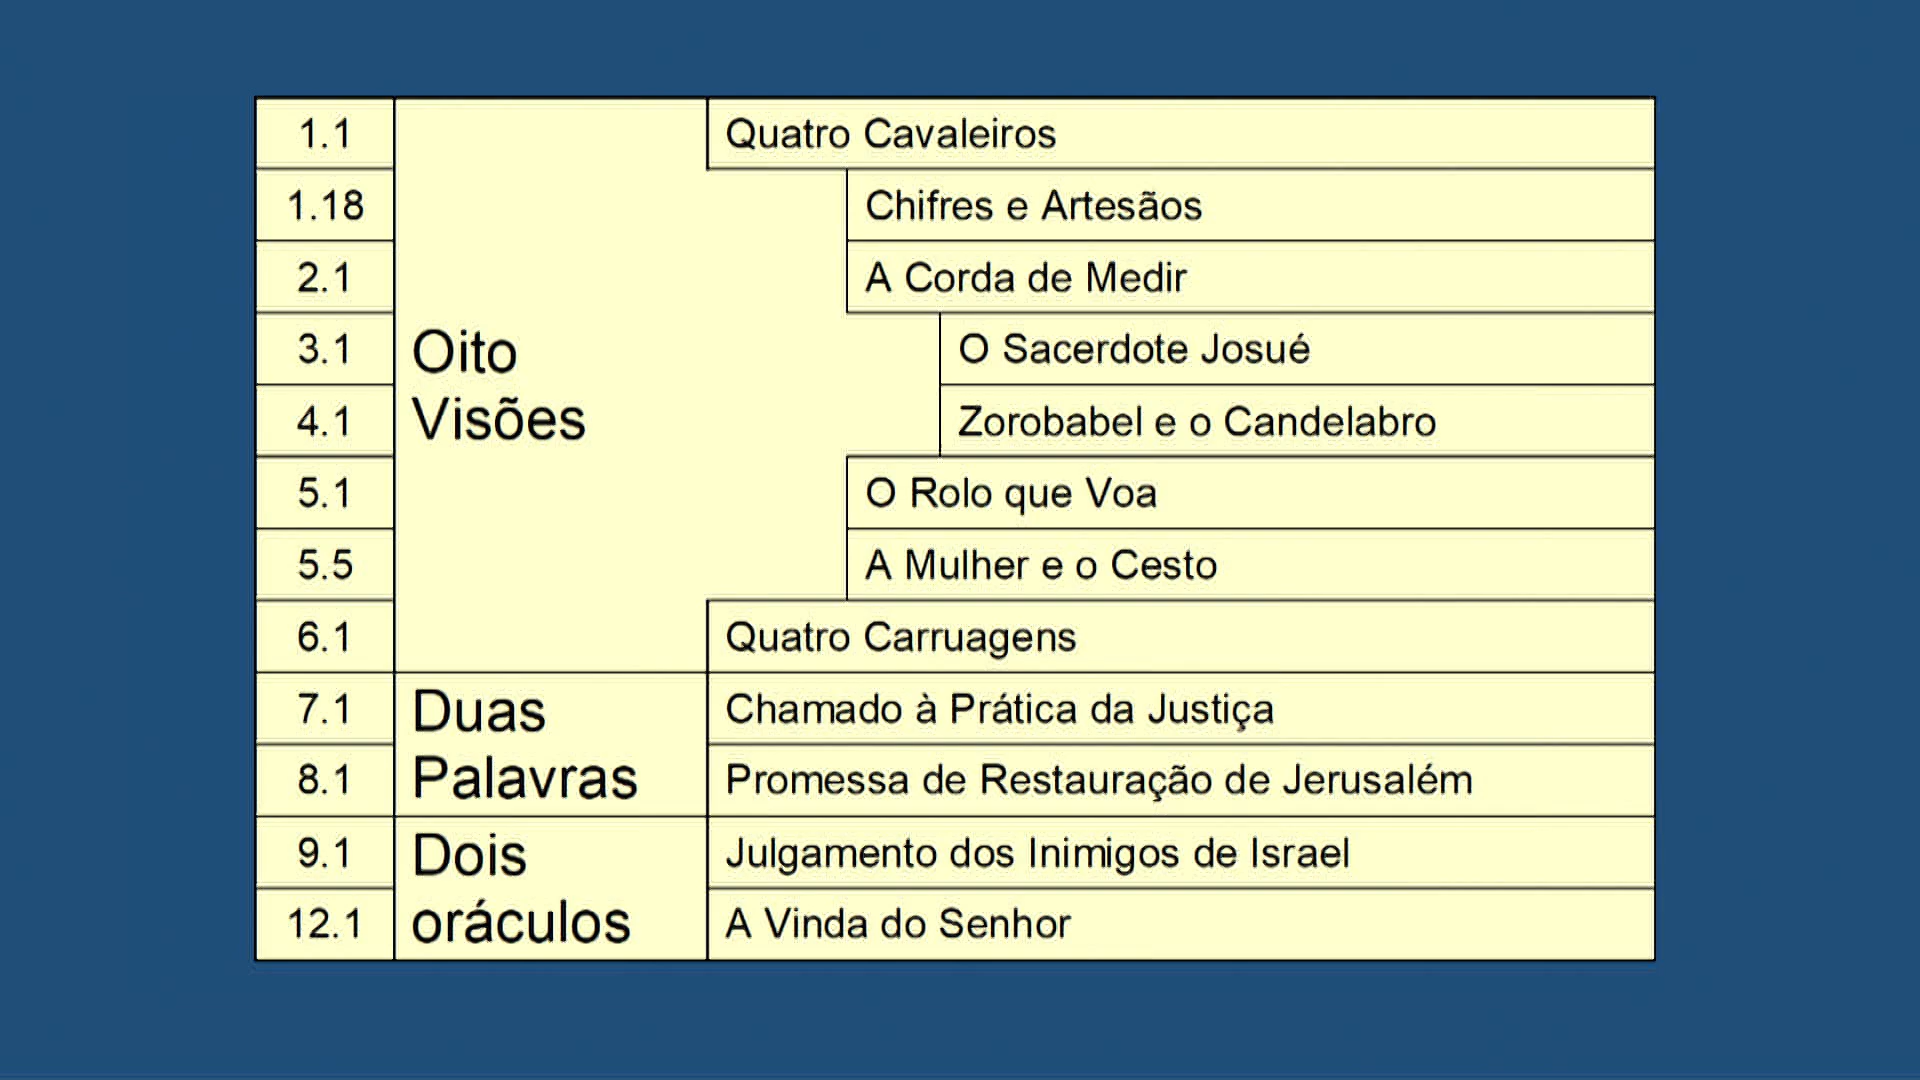 1.1 Quatro Cavaleiros
1.18 Chifres e Artesãos
2.1 A Corda de Medir
3.1 Oito O Sacerdote Josué
4.1 Visões Zorobabel e o Candelabro
5.1 O Rolo que Voa
5.5 A Mulher e o Cesto
6.1 Quatro Carruagens
7.1 Duas Chamado à Prática da Justiça
8.1 Palavras Promessa de Restauração de Jerusalém
9.1 Dois Julgamento dos Inimigos de Israel
12.1 oráculos A Vinda do Senhor